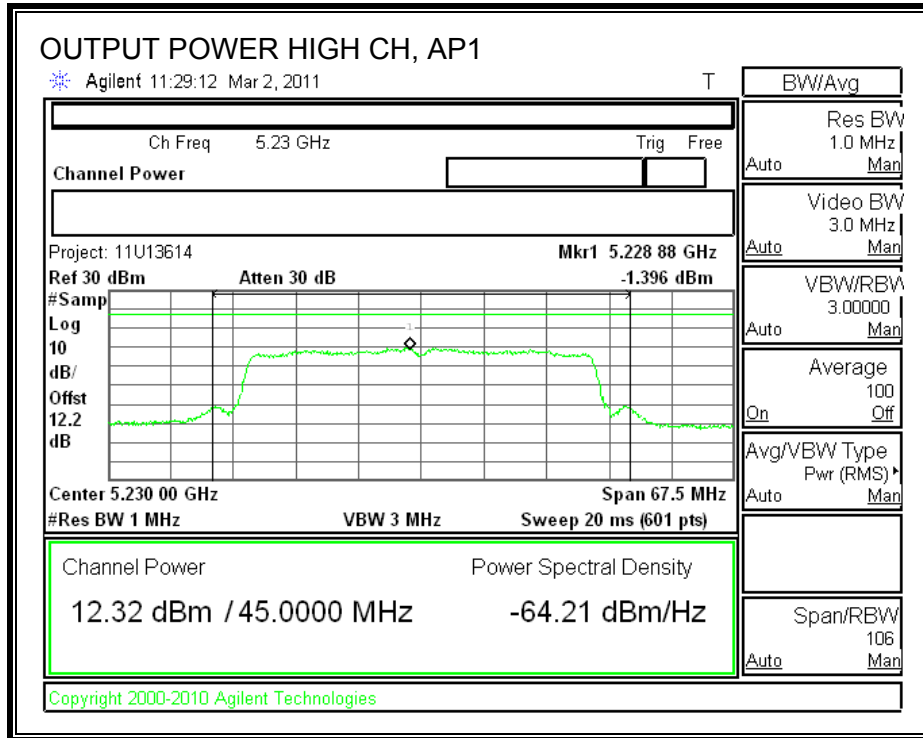 OUTPUT POWER HIGH CH, AP1
Agilent 11:29:12 Mar 2, 2011 T
Ch Freq 5.23 GHz Trig Free
Channel Power
Project: 11U13614 Mkr1 5.228 88 GHz
Ref 30 dBm Atten 30 dB -1.396 dBm
#Samp
Log
10
dB/
Offst
12.2
dB
1
Center 5.230 00 GHz Span 67.5 MHz
#Res BW 1 MHz VBW 3 MHz Sweep 20 ms (601 pts)
Channel Power Power Spectral Density
12.32 dBm / 45.0000 MHz -64.21 dBm/Hz
Copyright 2000-2010 Agilent Technologies
BW/Avg
Res BW
1.0 MHz
Auto Man
Video BW
3.0 MHz
Auto Man
VBW/RBW
3.00000
Auto Man
Average
100
On Off
Avg/VBW Type
Pwr (RMS)
Auto Man
Span/RBW
106
Auto Man